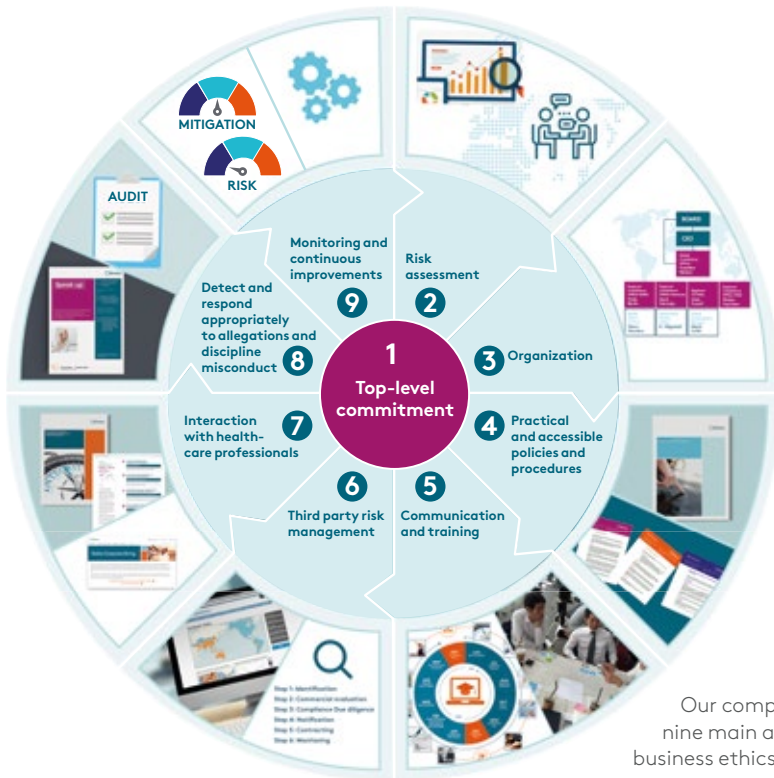 MITIGATION
RISK
AUDIT
Speak up
BOARD
CEO
Monitoring and
continuous
improvements
9
Risk
assessment
2
Detect and
respond
appropriately
to allegations and
discipline
misconduct
8
1
Top-level
commitment
3
Organization
Interaction
with health-
care professionals
7
4
Practical
and accessible
policies and
procedures
6
Third party risk
management
5
Communication
and training
Step 1: Identification
Step 2: Commercial evaluation
Step 3: Compliance Due diligence
Step 4: Notification
Step 5: Contracting
Step 6: Monitoring
Our comp
nine main a
business ethics